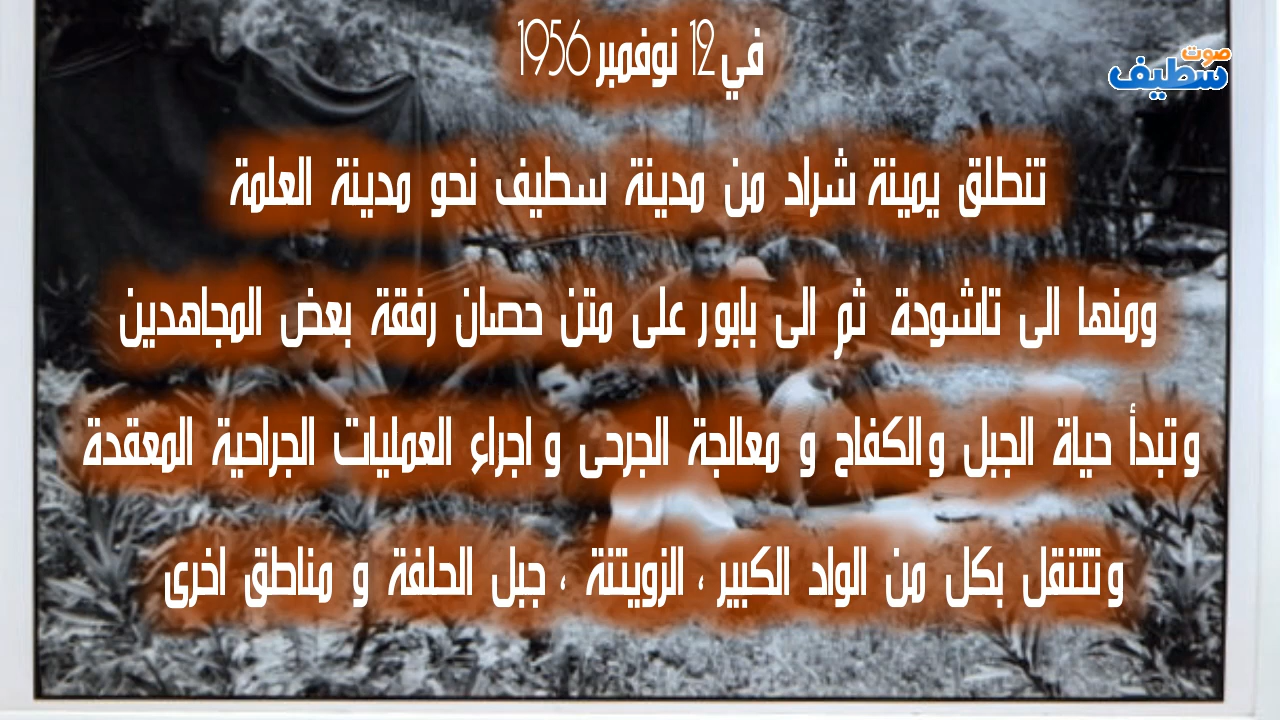 في 12 نوفمبر 1956
صوت
سطيف
تنطلق يمينة شراد من مدينة سطيف نحو مدينة العلمة
ومنها الى تاشودة ثم الى بابور على متن حصان رفقة بعض المجاهدين
وتبدأ حياة الجبل و الكفاح و معالجة الجرحى و اجراء العمليات الجراحية المعقدة
و تتنقل بكل من الواد الكبير ، الزويتنة ، جبل الحلفة و مناطق اخرى